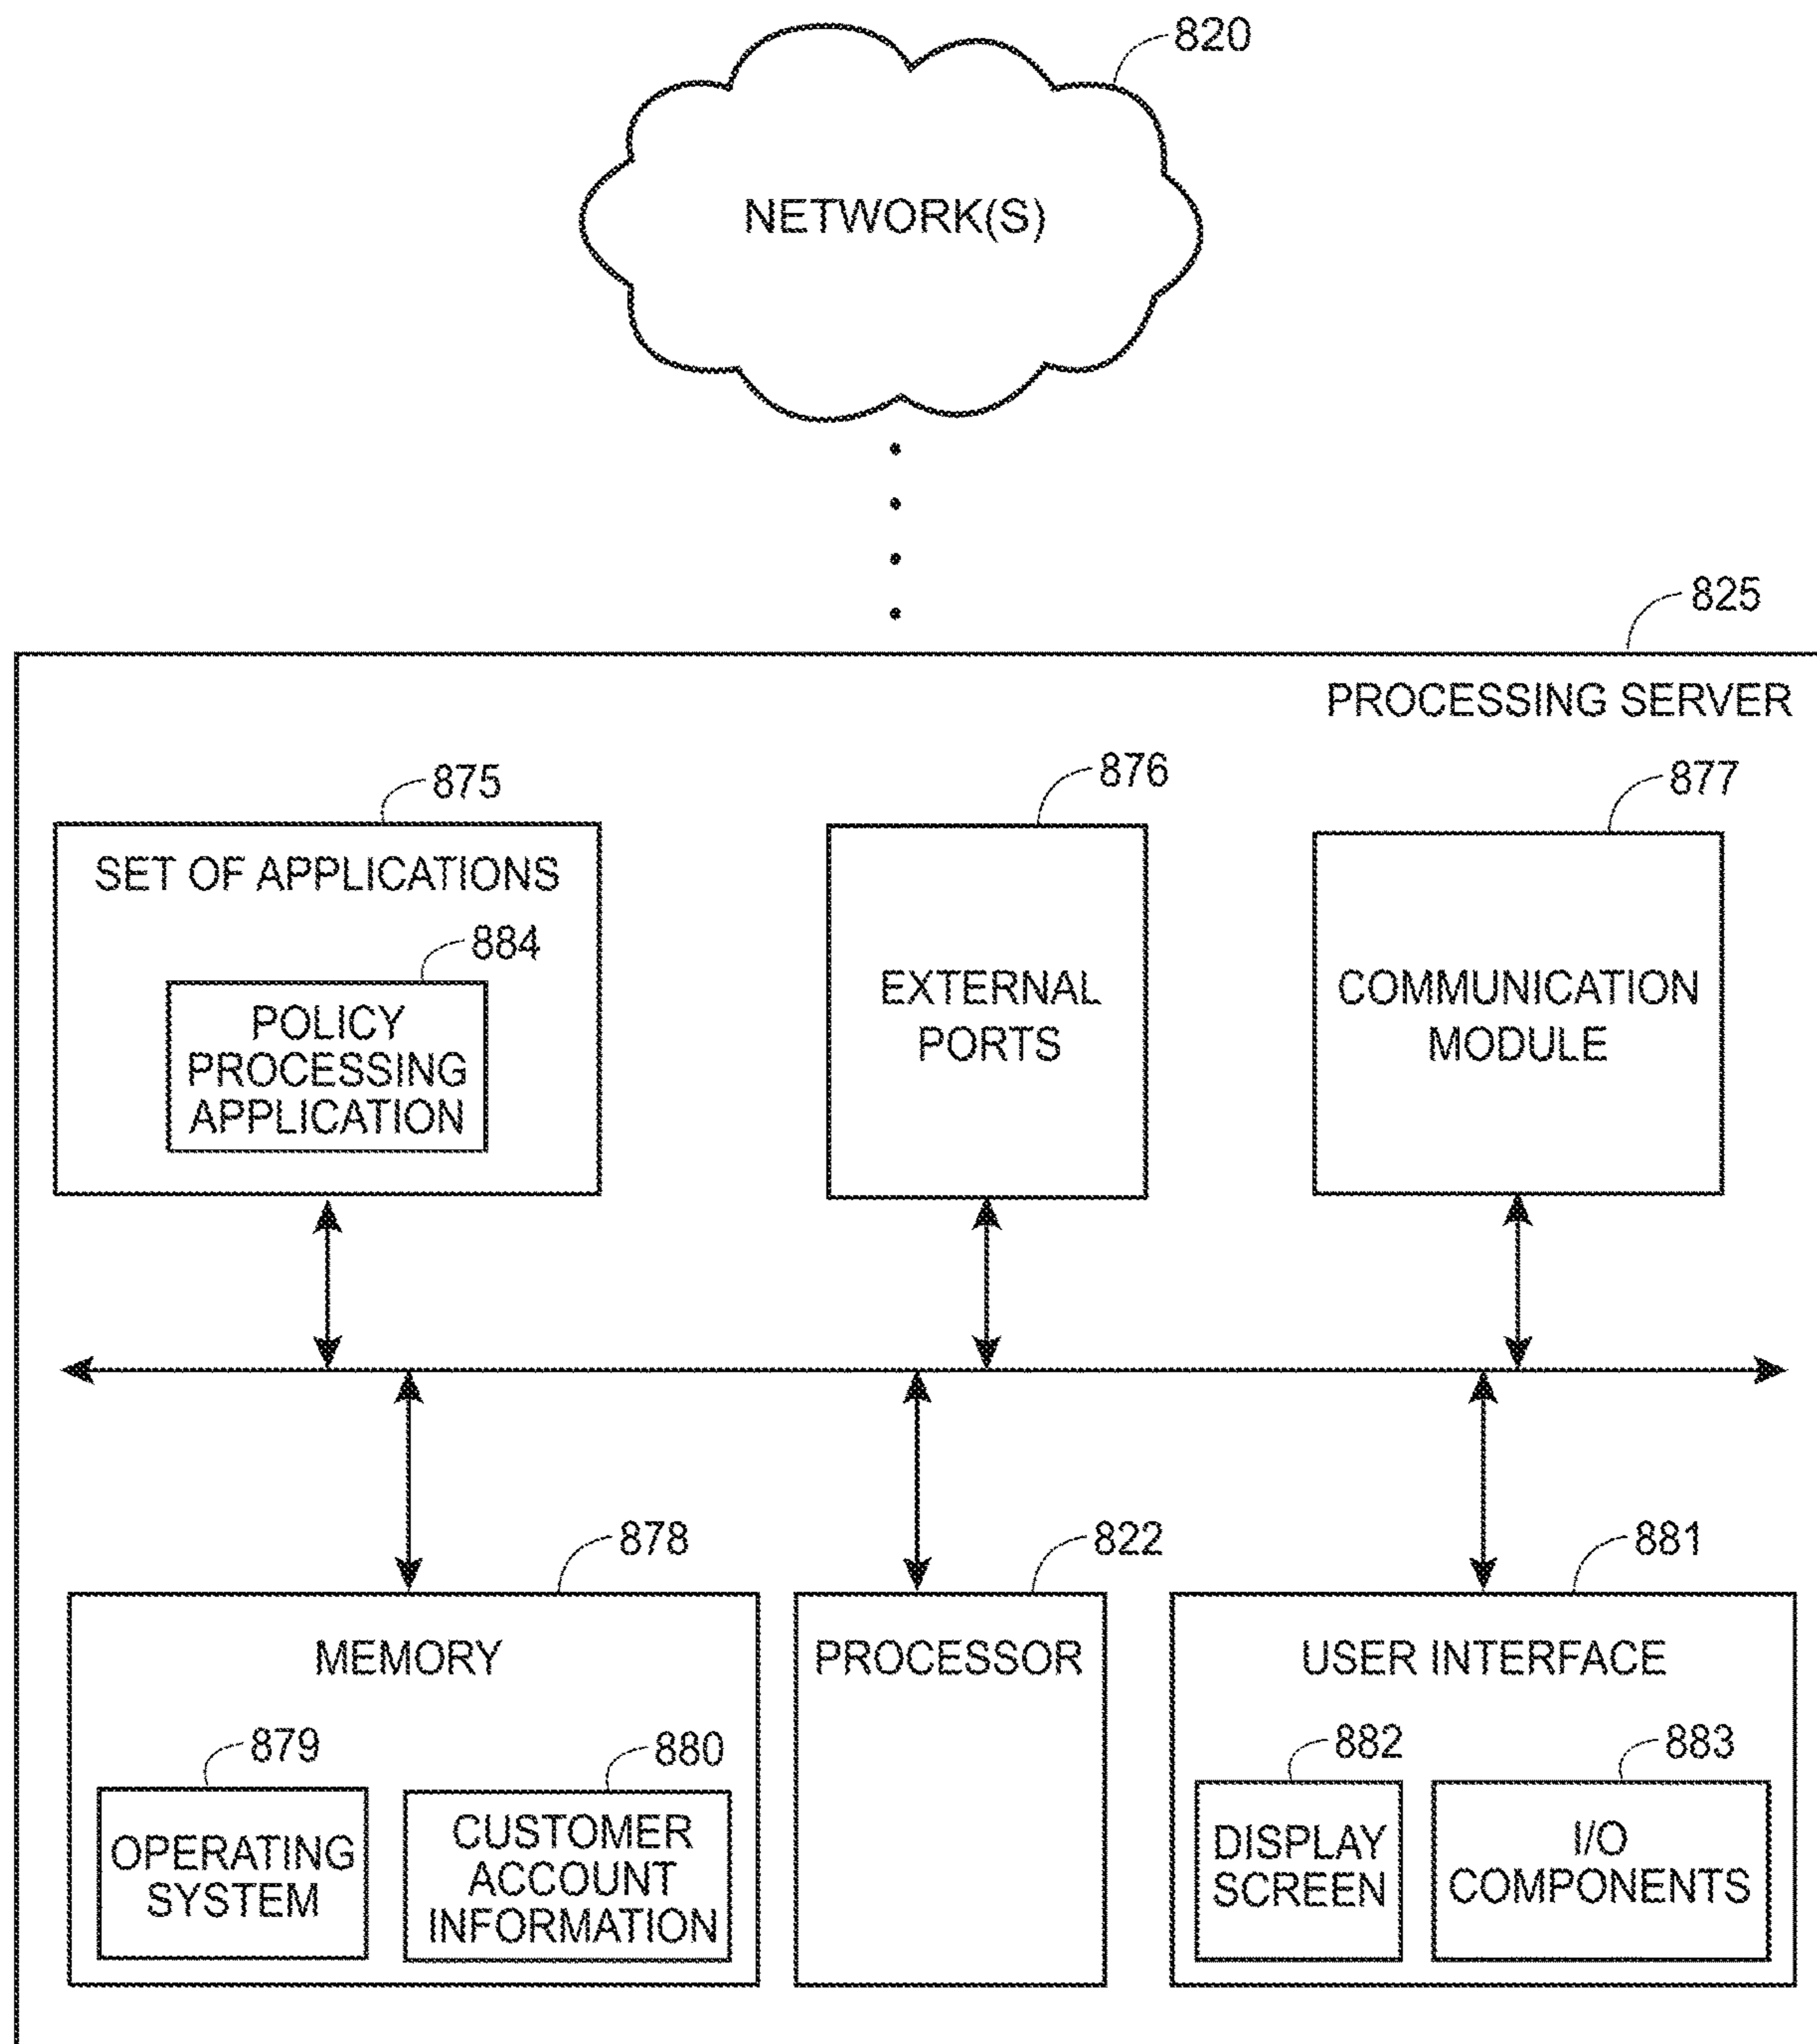 820
NETWORK(S)
825
PROCESSING SERVER
875
876
877
SET OF APPLICATIONS
884
POLICY
PROCESSING
APPLICATION
EXTERNAL
PORTS
COMMUNICATION
MODULE
878
822
881
MEMORY
PROCESSOR
USER INTERFACE
879
880
882
883
OPERATING
SYSTEM
CUSTOMER
ACCOUNT
INFORMATION
DISPLAY
SCREEN
I/O
COMPONENTS